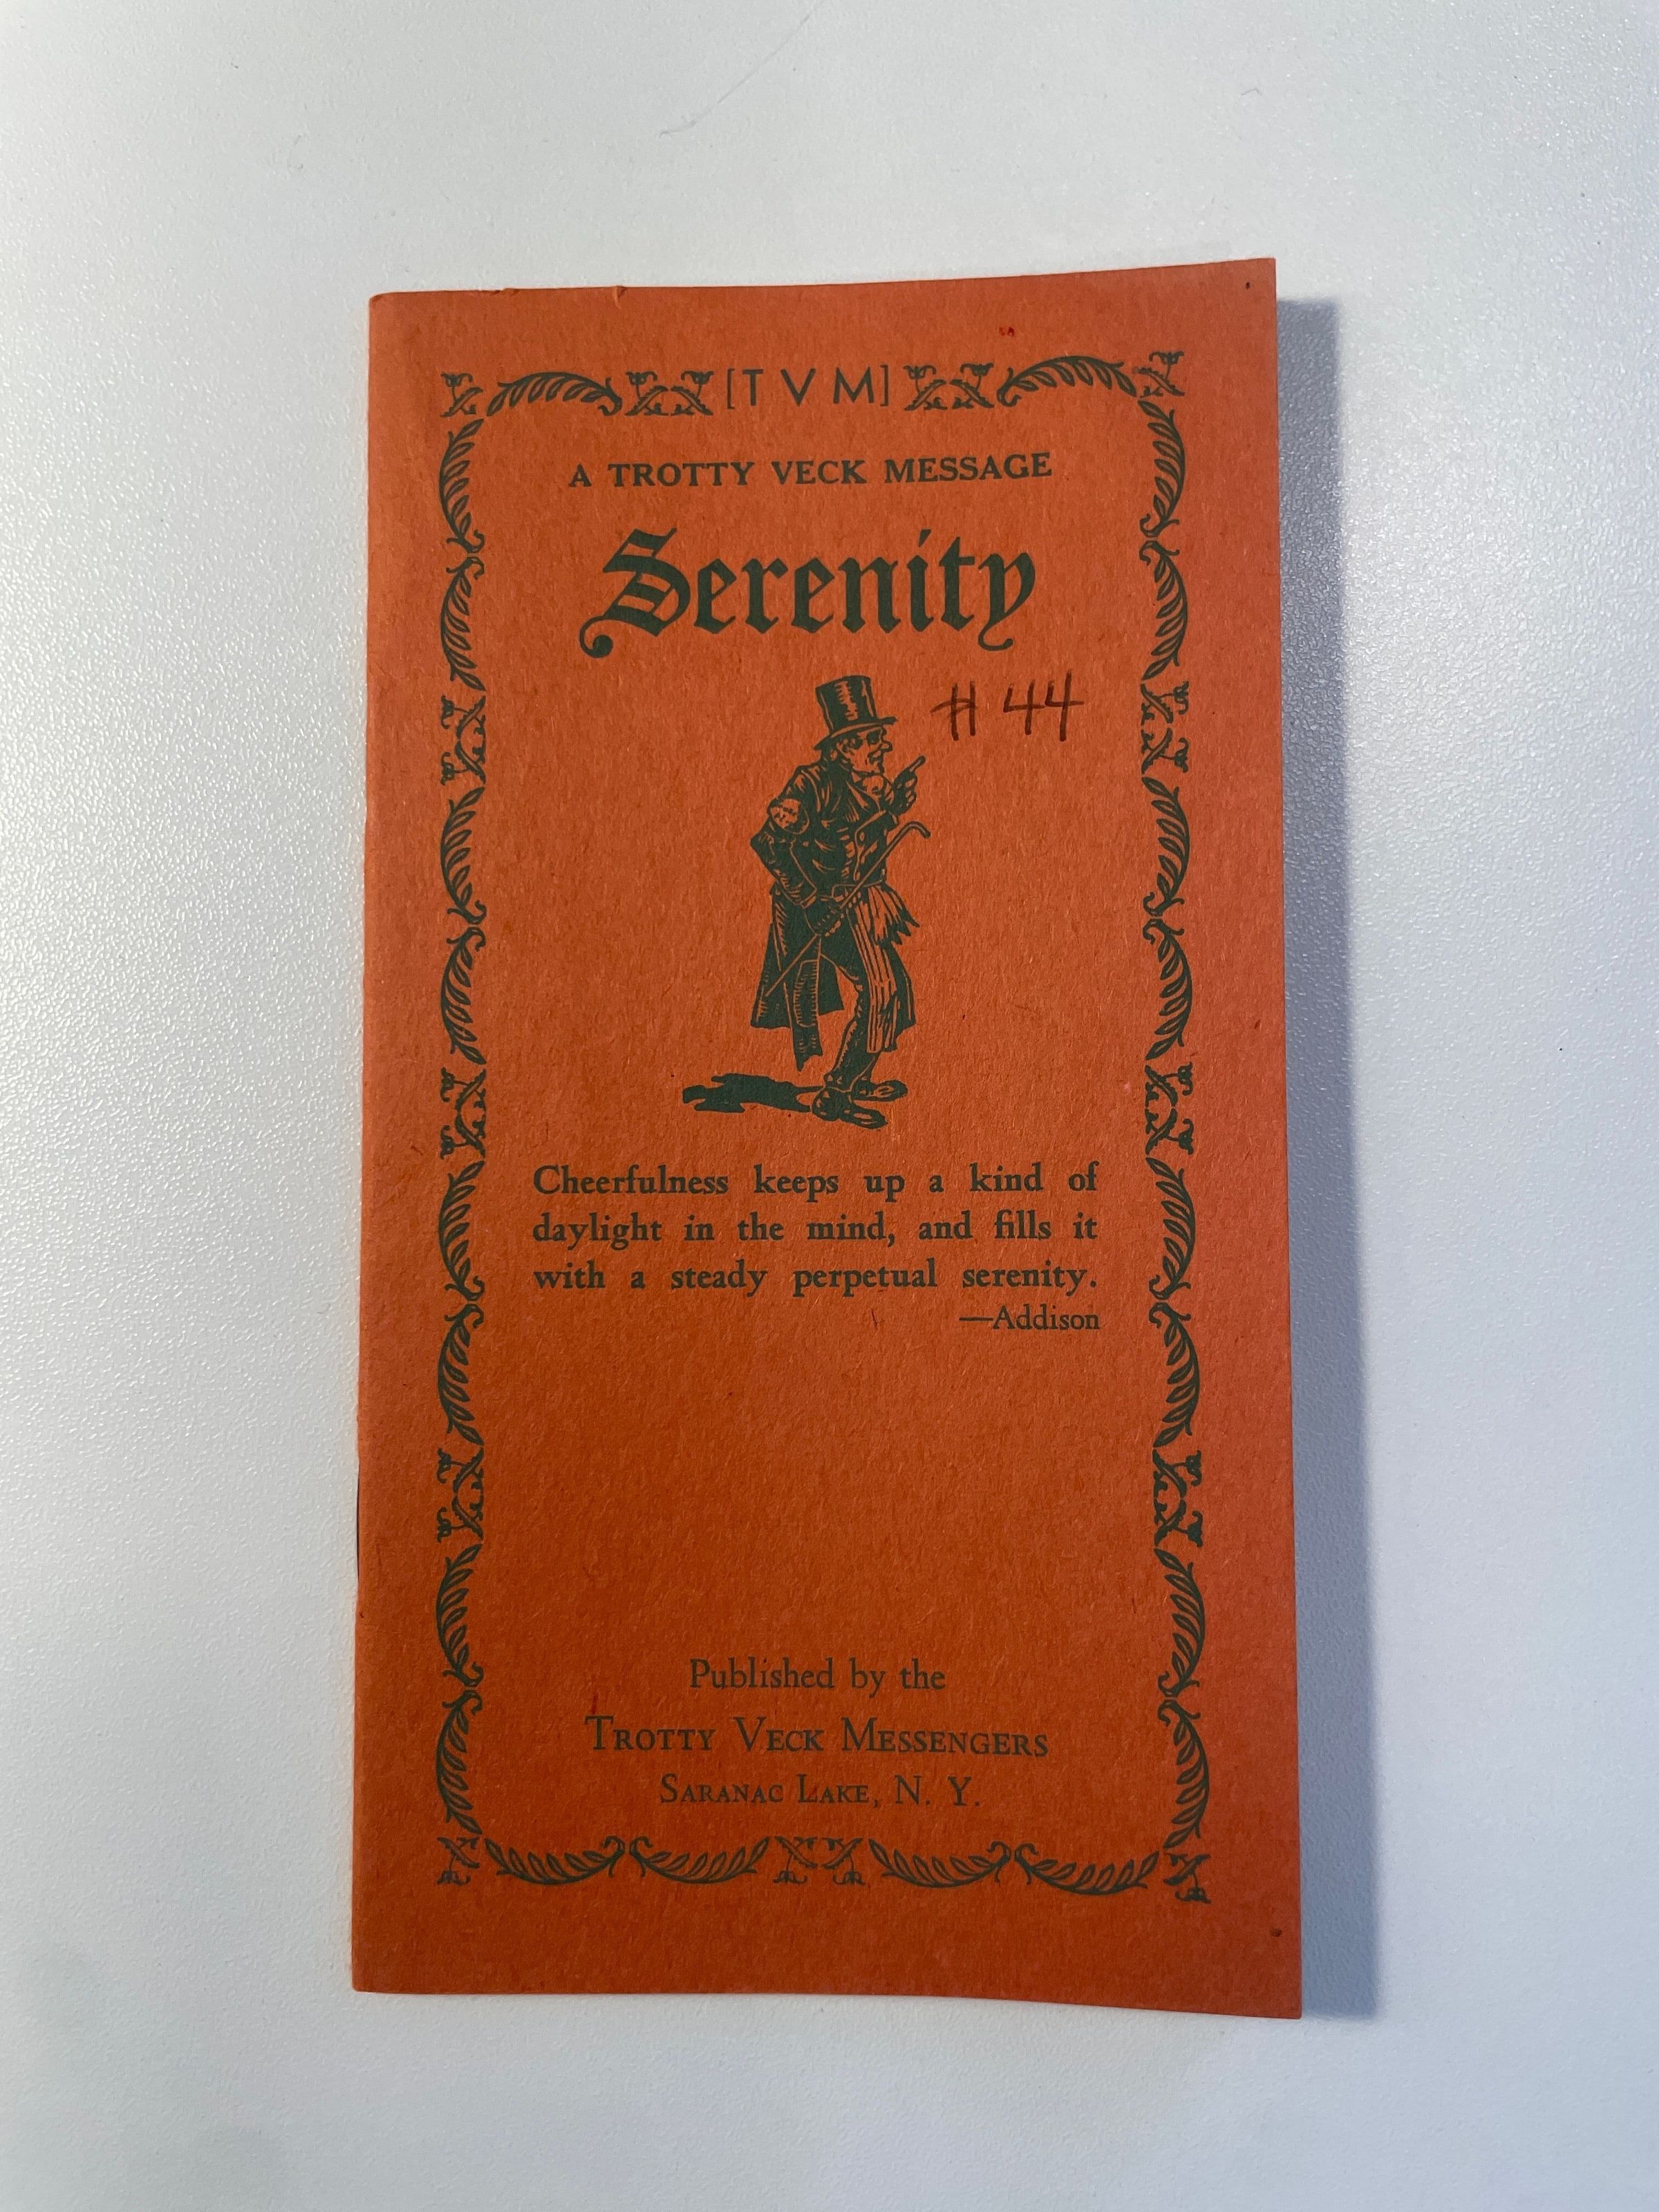 [T V M]
A TROTTY VECK MESSAGE
Serenity
# 44
Cheerfulness keeps up a kind of
daylight in the mind, and fills it
with a steady perpetual serenity.
—Addison
Published by the
TROTTY VECK MESSENGERS
SARANAC LAKE, N. Y.